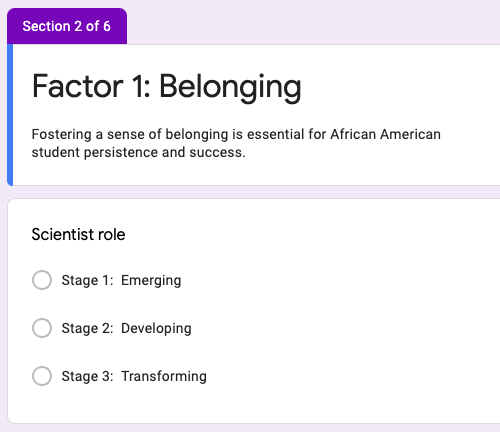 Section 2 of 6
Factor 1: Belonging
Fostering a sense of belonging is essential for African American
student persistence and success.
Scientist role
Stage 1:  Emerging
Stage 2:  Developing
Stage 3:  Transforming